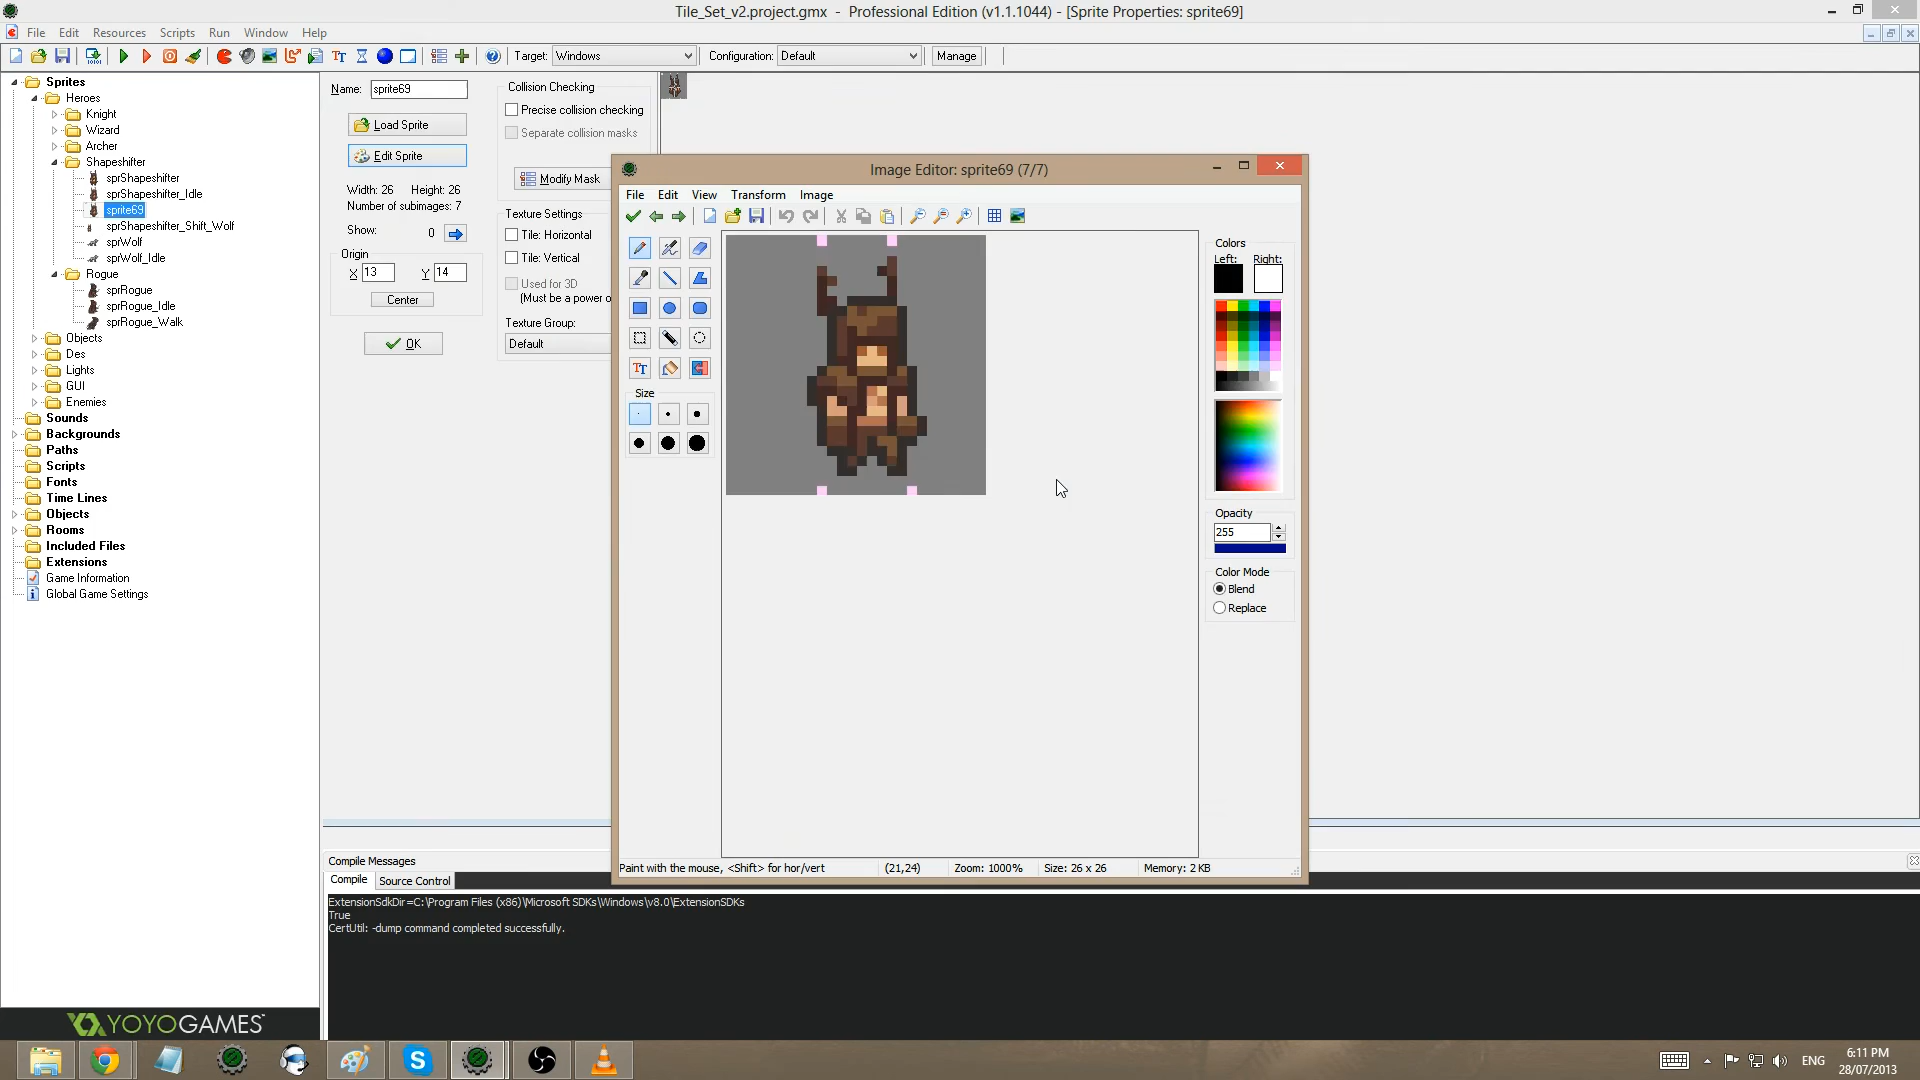 Tile_Set_v2.project.gmx - Professional Edition (v1.1.1044) - [Sprite Properties: sprite69]
File Edit Resources Scripts Run Window Help
Target: Windows Configuration: Default Manage
Sprites
Heroes
Knight
Wizard
Archer
Shapeshifter
sprShapeshifter
sprShapeshifter_Idle
sprite69
sprShapeshifter_Shift_Wolf
sprWolf
sprWolf_Idle
Rogue
sprRogue
sprRogue_Idle
sprRogue_Walk
Objects
Des
Lights
GUI
Enemies
Sounds
Backgrounds
Paths
Scripts
Fonts
Time Lines
Objects
Rooms
Included Files
Extensions
Game Information
Global Game Settings
YOYOGAMES™
Name: sprite69
Load Sprite
Edit Sprite
Width: 26 Height: 26
Number of subimages: 7
Show: 0
Origin
X 13 Y 14
Center
OK
Collision Checking
Precise collision checking
Separate collision masks
Modify Mask
Texture Settings
Tile: Horizontal
Tile: Vertical
Used for 3D
(Must be a power o
Texture Group:
Default
Image Editor: sprite69 (7/7)
File Edit View Transform Image
TT
Size
Colors
Left: Right:
Opacity
255
Color Mode
Blend
Replace
Paint with the mouse, <Shift> for hor/vert (21,24) Zoom: 1000% Size: 26 x 26 Memory: 2 KB
Compile Messages
Compile Source Control
ExtensionSdkDir=C:\Program Files (x86)\Microsoft SDKs\Windows\v8.0\ExtensionSDKs
True
CertUtil: -dump command completed successfully.
ENG
6:11 PM
28/07/2013